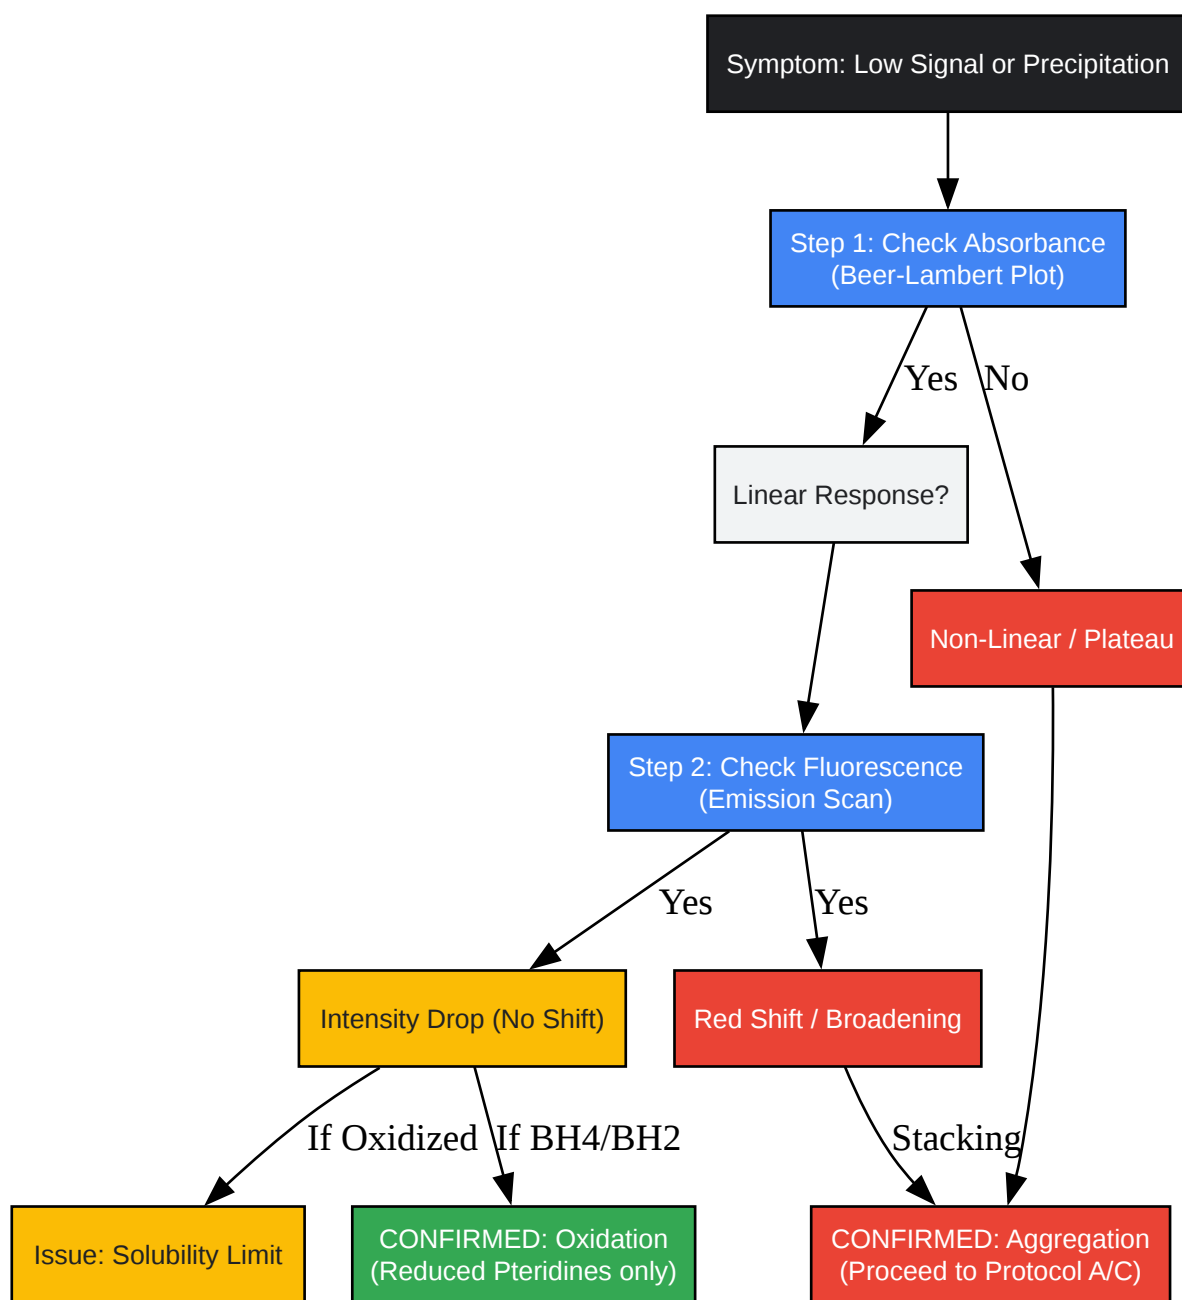 Symptom: Low Signal or Precipitation
Step 1: Check Absorbance
(Beer-Lambert Plot)
Yes
No
Linear Response?
Non-Linear / Plateau
Step 2: Check Fluorescence
(Emission Scan)
Yes
Yes
Intensity Drop (No Shift)
Red Shift / Broadening
If Oxidized
If BH4/BH2
Stacking
Issue: Solubility Limit
CONFIRMED: Oxidation
(Reduced Pteridines only)
CONFIRMED: Aggregation
(Proceed to Protocol A/C)